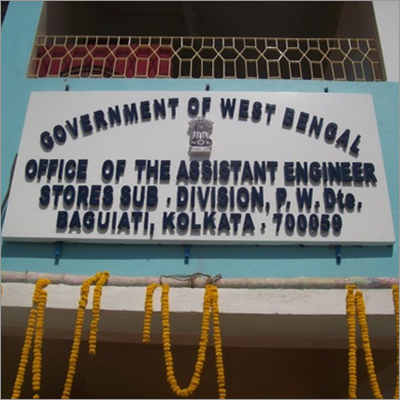 GOVERNMENT OF WEST BENGAL
OFFICE OF THE ASSISTANT ENGINEER
STORES SUB - DIVISION, P. W. Dte.
BAGUIATI, KOLKATA - 700059